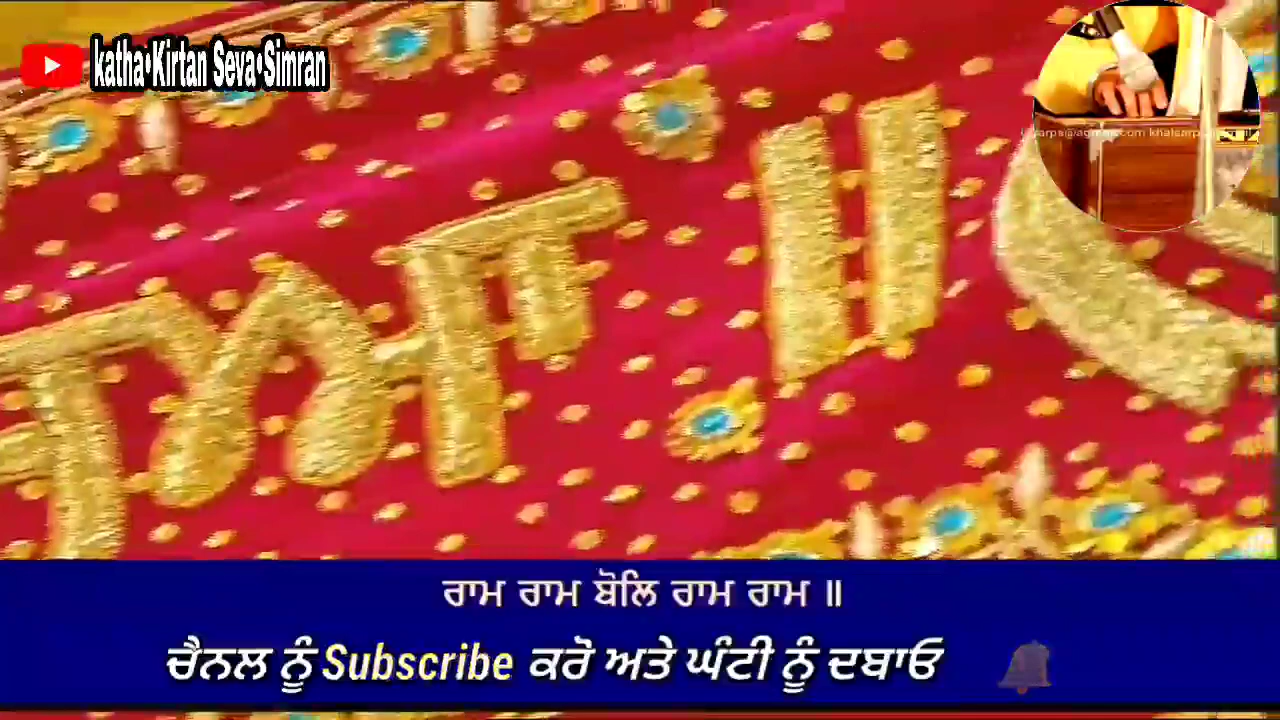 katha•Kirtan Seva•Simran
ਰਾਮ ਰਾਮ ਬੋਲਿ ਰਾਮ ਰਾਮ ॥
ਚੈਨਲ ਨੂੰ Subscribe ਕਰੋ ਅਤੇ ਘੰਟੀ ਨੂੰ ਦਬਾਓ